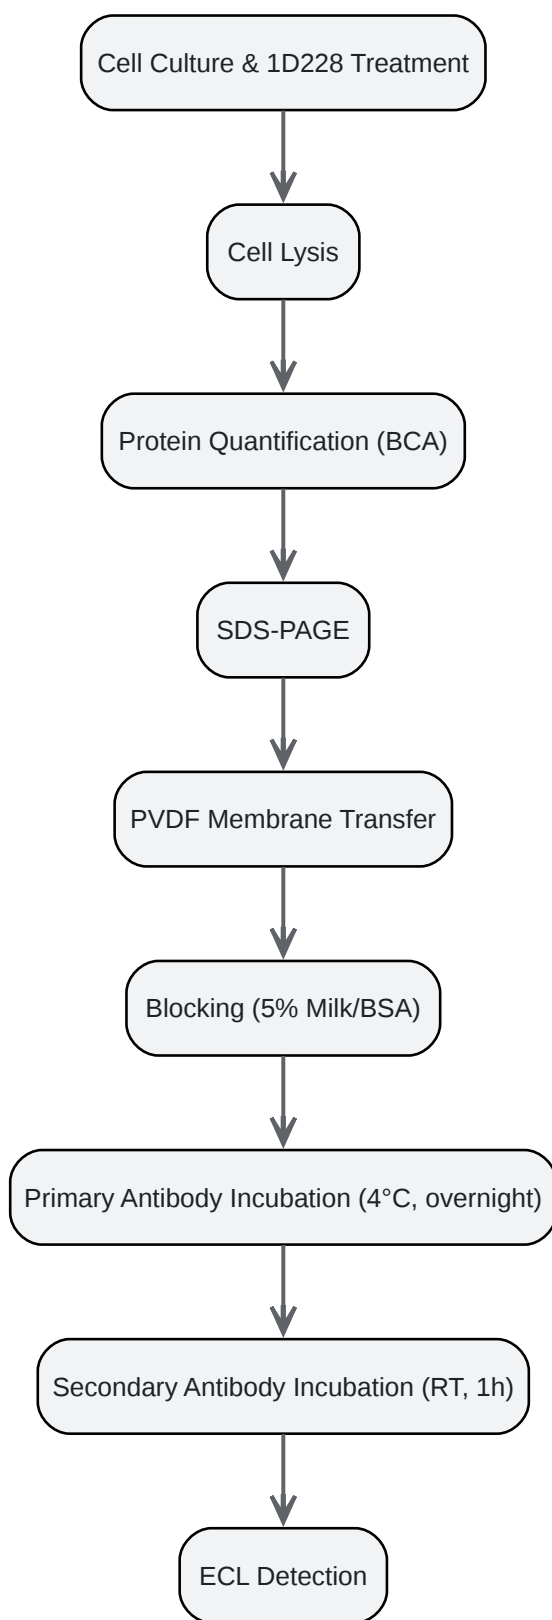 Cell Culture & 1D228 Treatment
Cell Lysis
Protein Quantification (BCA)
SDS-PAGE
PVDF Membrane Transfer
Blocking (5% Milk/BSA)
Primary Antibody Incubation (4°C, overnight)
Secondary Antibody Incubation (RT, 1h)
ECL Detection